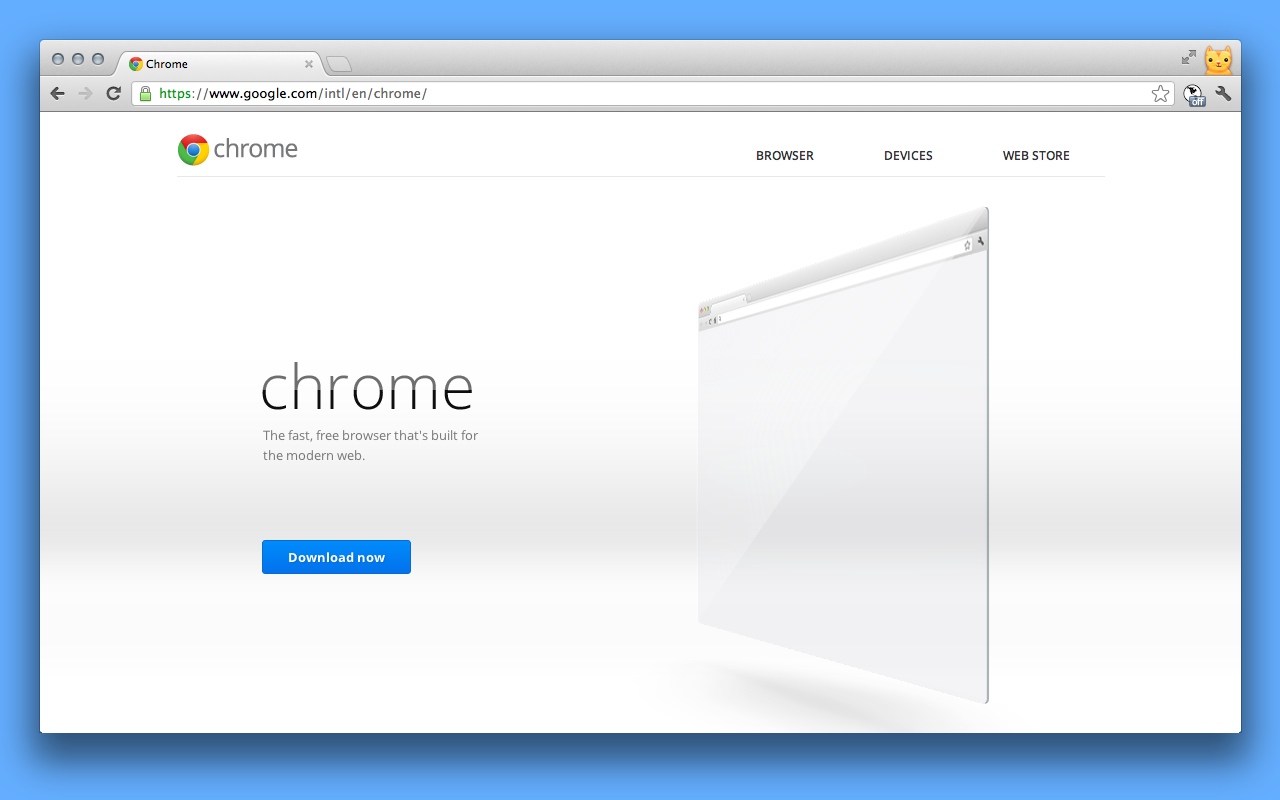 Chrome
https://www.google.com/intl/en/chrome/
off
chrome
BROWSER DEVICES WEB STORE
chrome
The fast, free browser that's built for
the modern web.
Download now